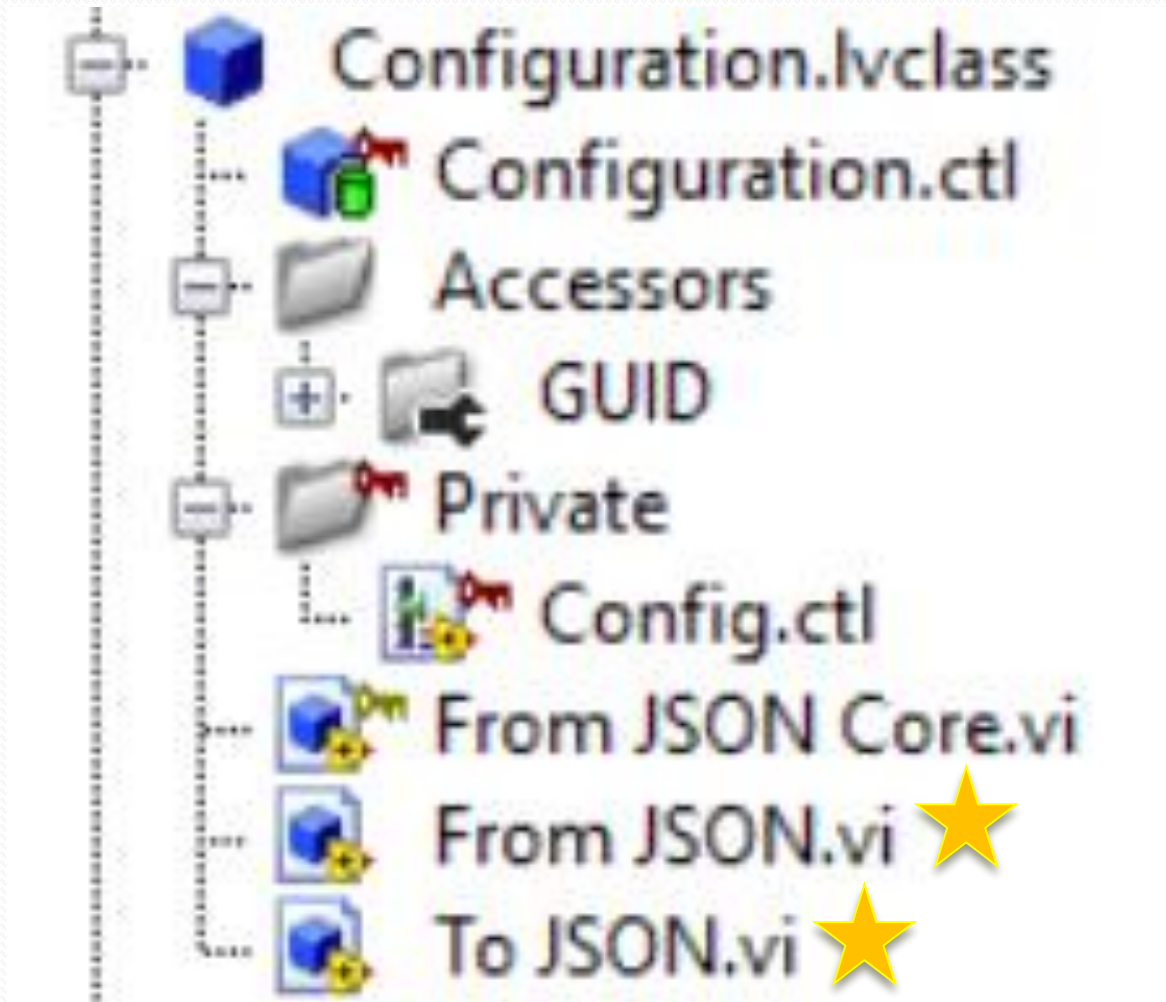 Configuration.lvclass
Configuration.ctl
Accessors
GUID
Private
Config.ctl
From JSON Core.vi
From JSON.vi
To JSON.vi